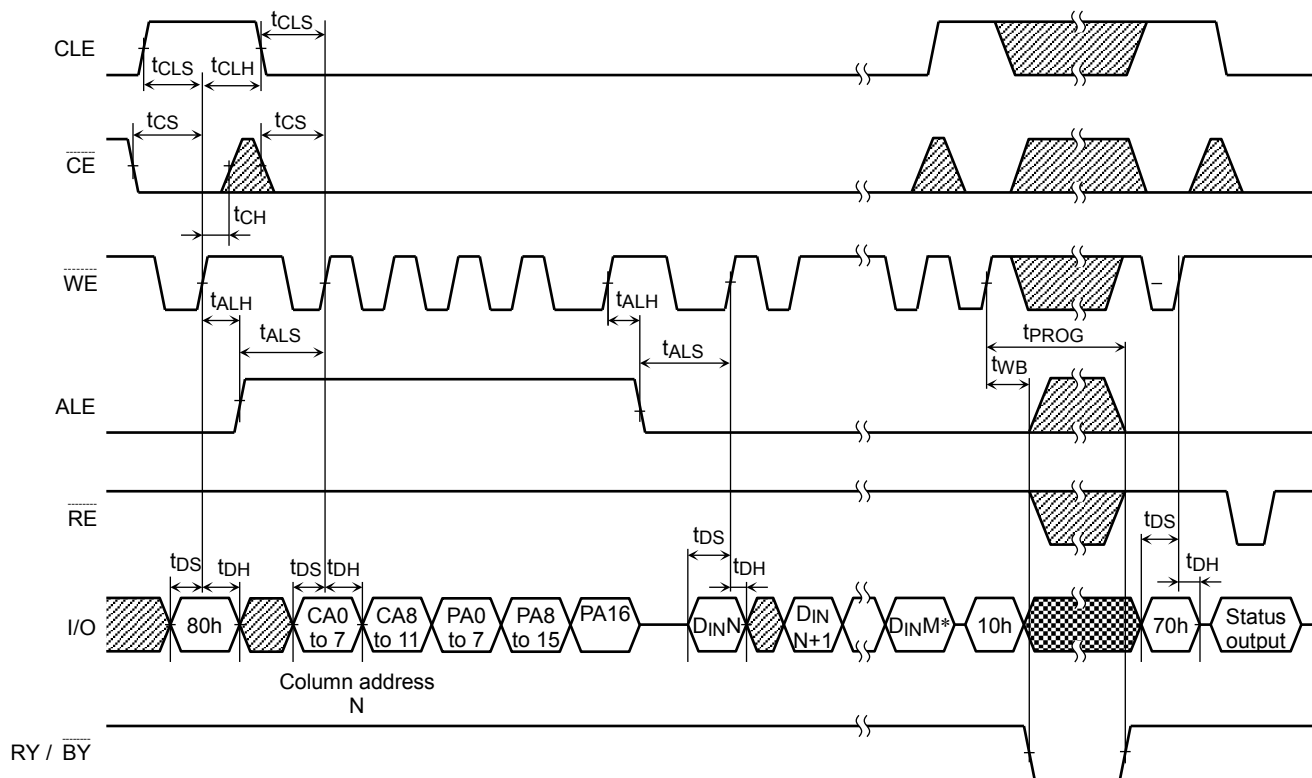 tCLS
CLE
tCLS tCLH
tCS tCS
CE
tCH
WE
tALH tALH
tALS tALS tPROG
tWB
ALE
RE
tDS tDH tDS tDH tDS tDH tDS tDH
I/O 80h CA0 to 7 CA8 to 11 PA0 to 7 PA8 to 15 PA16 DINN DIN N+1 DINM* 10h 70h Status output
Column address
N
RY / BY